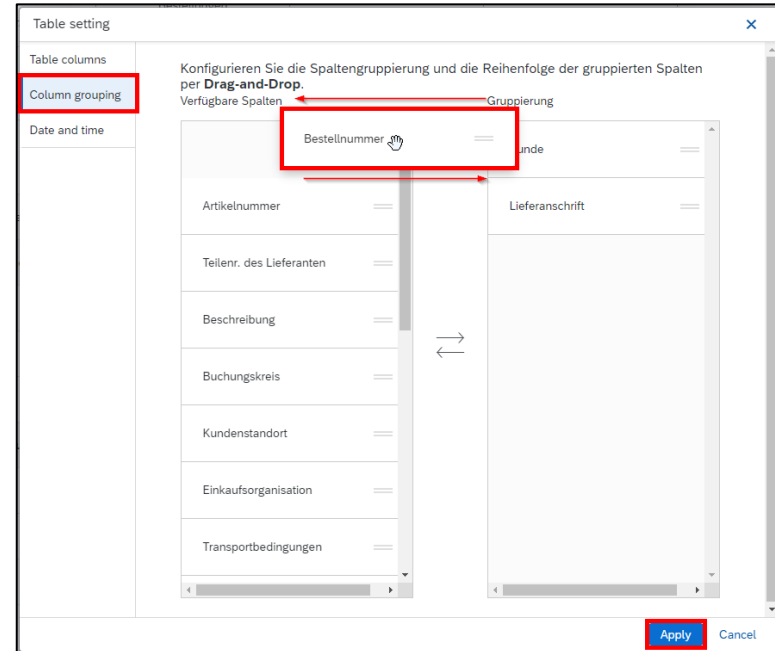 Table setting
Table columns
Column grouping
Date and time
Konfigurieren Sie die Spaltengruppierung und die Reihenfolge der gruppierten Spalten
per Drag-and-Drop.
Verfügbare Spalten
Gruppierung
Bestellnummer
unde
Artikelnummer
Lieferanschrift
Teilenr. des Lieferanten
Beschreibung
Buchungskreis
Kundenstandort
Einkaufsorganisation
Transportbedingungen
Apply
Cancel